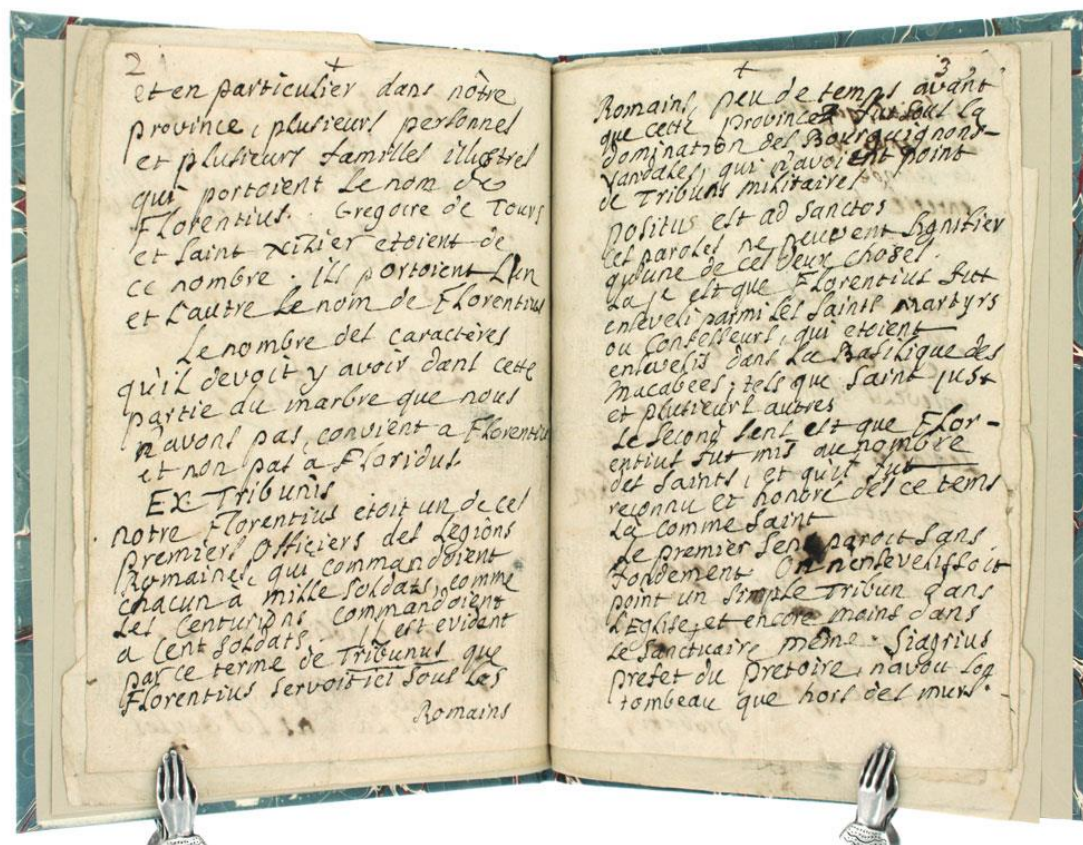 2
+
et en particulier dans nôtre
province, plusieurs personnes
et plusieurs familles illustres
qui portoient le nom de
Florentius. Gregoire de Tours
et saint Nizier etoient de
ce nombre. ils portoient L'un
et L'autre Le nom de Florentius
Le nombre des caractères
qu'il devoit y avoir dans cette
partie du marbre que nous
n'avons pas, convient a Florentius
et non pas a Floridus.
EX Tribunis
notre Florentius etoit un de ces
premiers Officiers des Legions
Romaines, qui commandoient
chacun à mille soldats, comme
Les Centurions commandoient
a Cent Soldats. il est evident
par ce terme de Tribunus que
Florentius servoit ici sous Les
Romains
+
3
Romains, peu de temps avant
que cette province fut sous la
domination des Bourguignons-
Vandales, qui n'avoient point
de Tribuns militaires
positus est ad sanctos
ces paroles ne peuvent signifier
qu'une de ces deux choses.
La 1e est que Florentius fut
enseveli parmi Les saints Martyrs
ou Confesseurs, qui etoient
ensevelis dans La Basilique des
Macabées; tels que saint just
et plusieurs autres
Le second sens est que Flor-
entius fut mis au nombre
des saints, et qu'il fut
reconnu et honoré des ce tems
La comme saint
Le premier sens paroit sans
fondement. On n'ensevelissoit
point un simple Tribun dans
L'Eglise, et encore moins dans
Le Sanctuaire même. Siagrius
prefet du pretoire, n'avoit son
tombeau que hors des murs.